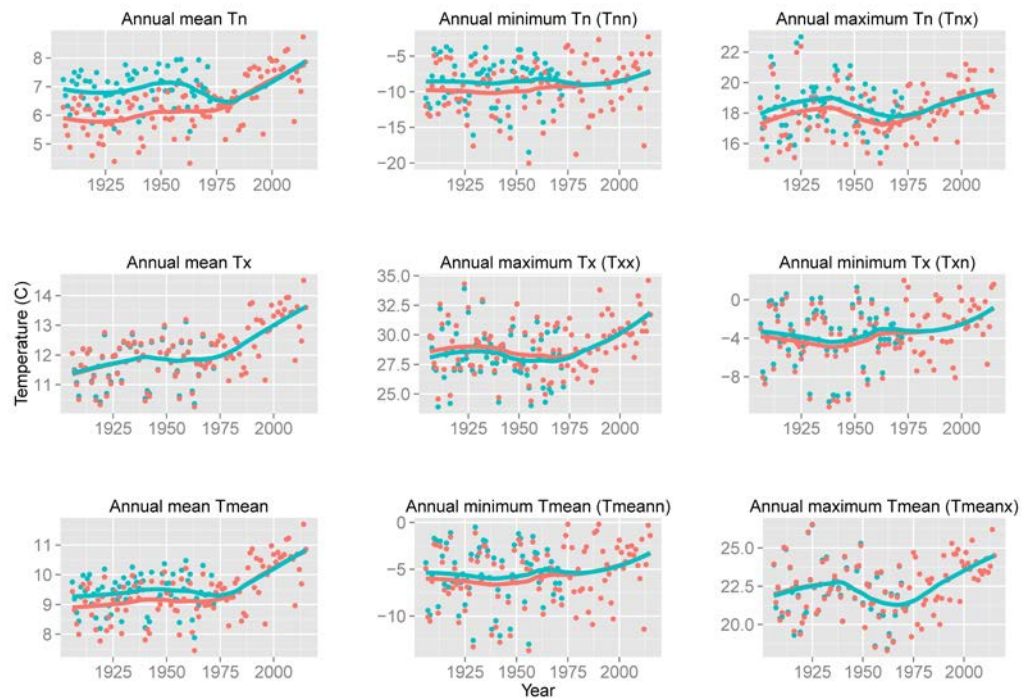 Annual mean Tn
Annual minimum Tn (Tnn)
Annual maximum Tn (Tnx)
8
7
6
5
1925 1950 1975 2000
−5
−10
−15
−20
1925 1950 1975 2000
22
20
18
16
1925 1950 1975 2000
Temperature (C)
Annual mean Tx
Annual maximum Tx (Txx)
Annual minimum Tx (Txn)
14
13
12
11
1925 1950 1975 2000
35.0
32.5
30.0
27.5
25.0
1925 1950 1975 2000
0
−4
−8
1925 1950 1975 2000
Annual mean Tmean
Annual minimum Tmean (Tmeann)
Annual maximum Tmean (Tmeanx)
11
10
9
8
1925 1950 1975 2000
0
−5
−10
1925 1950 1975 2000
25.0
22.5
20.0
1925 1950 1975 2000
Year